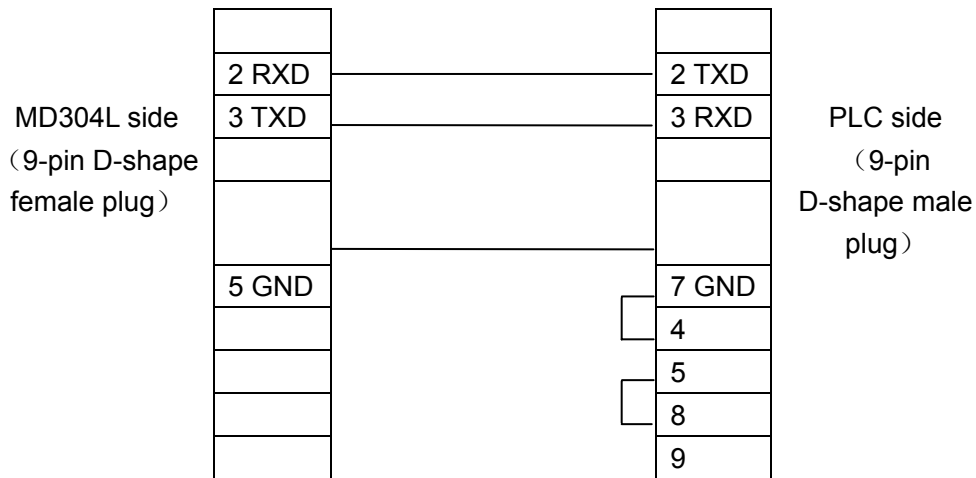 2 RXD
2 TXD
MD304L side
3 TXD
3 RXD
PLC side
（9-pin D-shape
（9-pin
female plug）
D-shape male
plug）
5 GND
7 GND
4
5
8
9